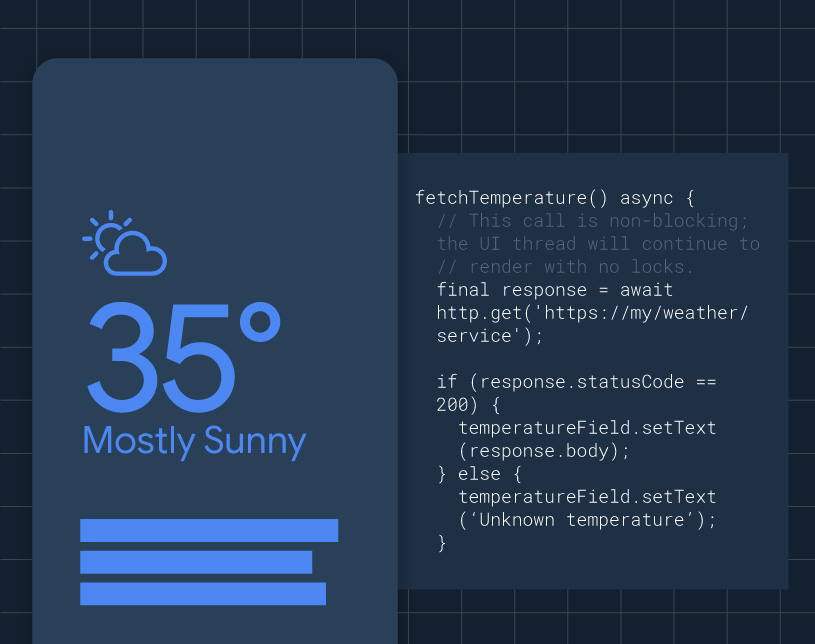 35°
Mostly Sunny
fetchTemperature() async {
// This call is non-blocking;
the UI thread will continue to
// render with no locks.
final response = await
http.get('https://my/weather/
service');
if (response.statusCode ==
200) {
temperatureField.setText
(response.body);
} else {
temperatureField.setText
(‘Unknown temperature’);
}